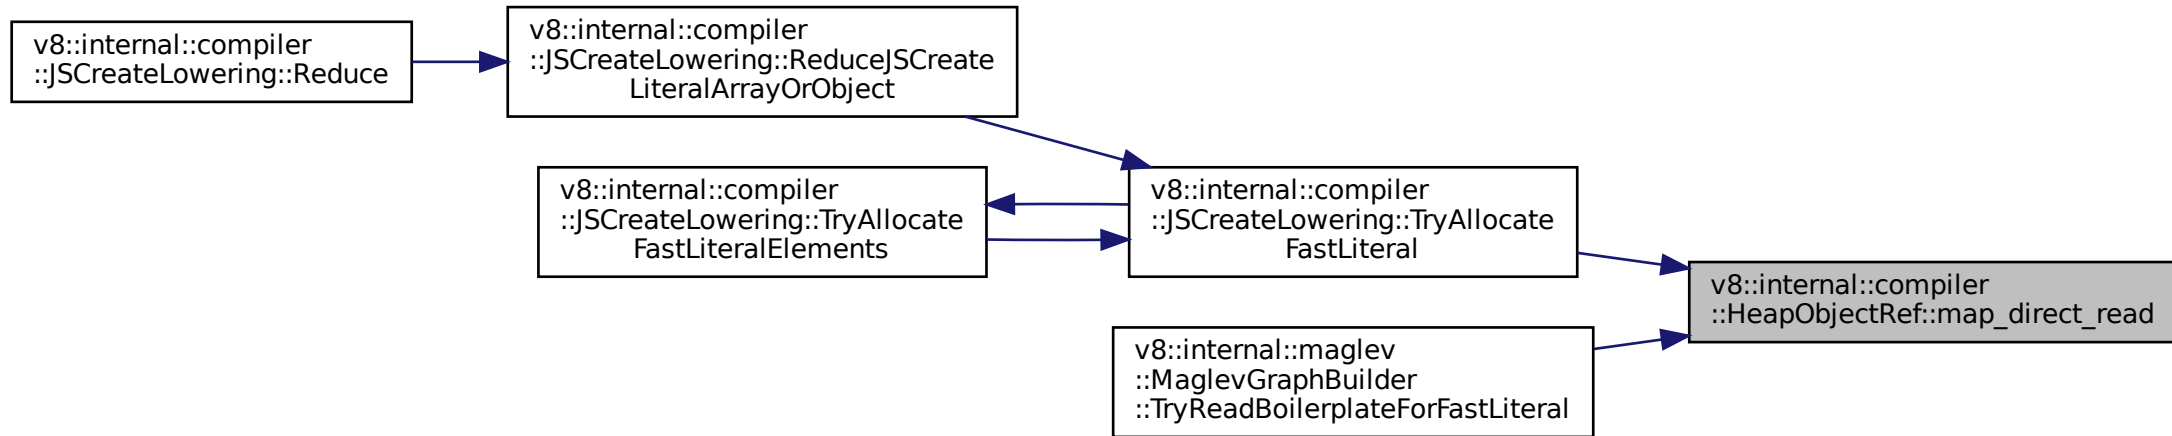 v8::internal::compiler
::JSCreateLowering::Reduce
v8::internal::compiler
::JSCreateLowering::ReduceJSCreate
LiteralArrayOrObject
v8::internal::compiler
::JSCreateLowering::TryAllocate
FastLiteralElements
v8::internal::compiler
::JSCreateLowering::TryAllocate
FastLiteral
v8::internal::maglev
::MaglevGraphBuilder
::TryReadBoilerplateForFastLiteral
v8::internal::compiler
::HeapObjectRef::map_direct_read